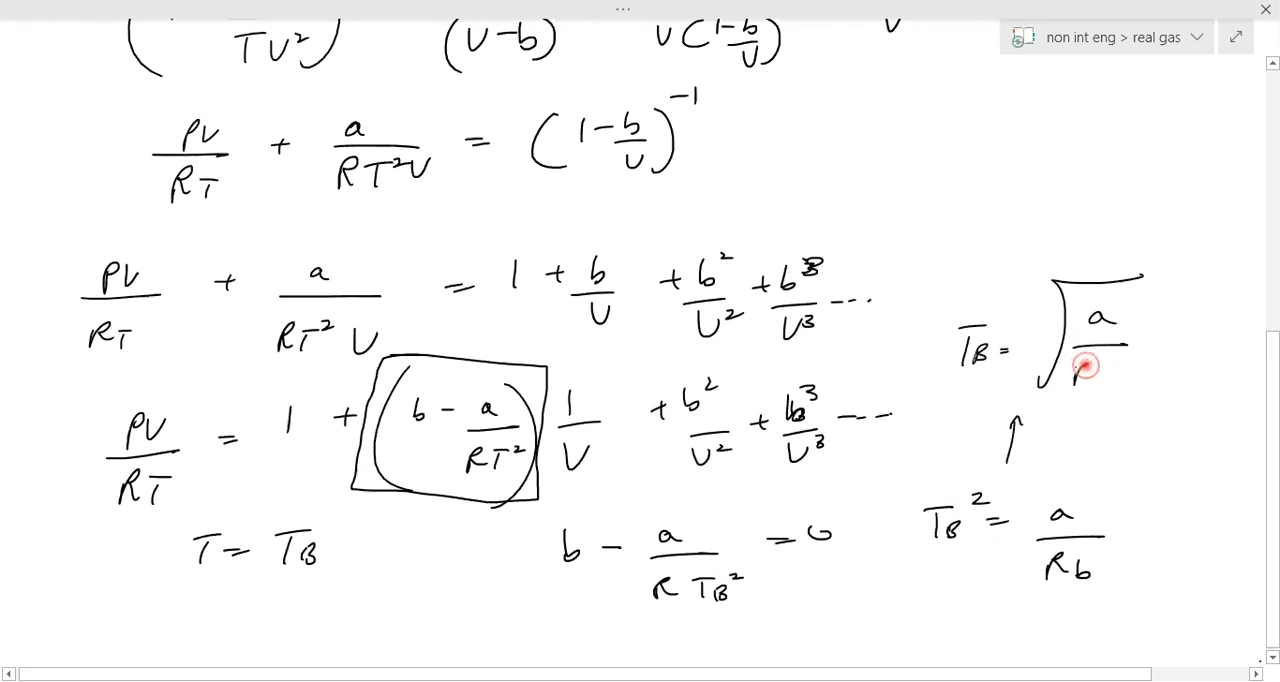 ...
non int eng > real gas
TV² (V-b) V(1-b/V) V
PV/RT + a/RT²V = (1-b/V)⁻¹
PV/RT + a/RT²V = 1 + b/V + b²/V² + b³/V³ ---
TB = √a/
PV/RT = 1 + (b - a/RT²) 1/V + b²/V² + b³/V³ ---
↑
T = TB b - a/RTB² = 0 TB² = a/Rb